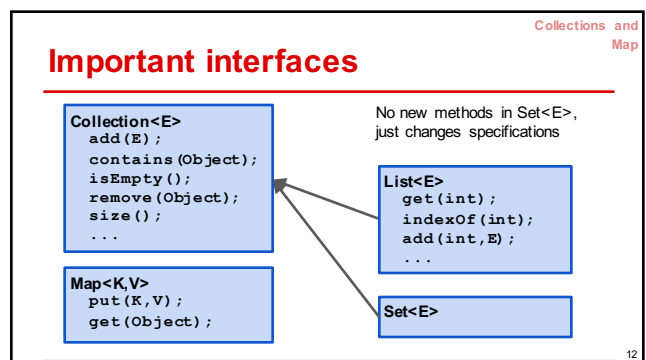 Collections and
Map
Important interfaces
Collection<E>
add(E);
contains(Object);
isEmpty();
remove(Object);
size();
...
No new methods in Set<E>,
just changes specifications
List<E>
get(int);
indexOf(int);
add(int,E);
...
Map<K,V>
put(K,V);
get(Object);
Set<E>
12